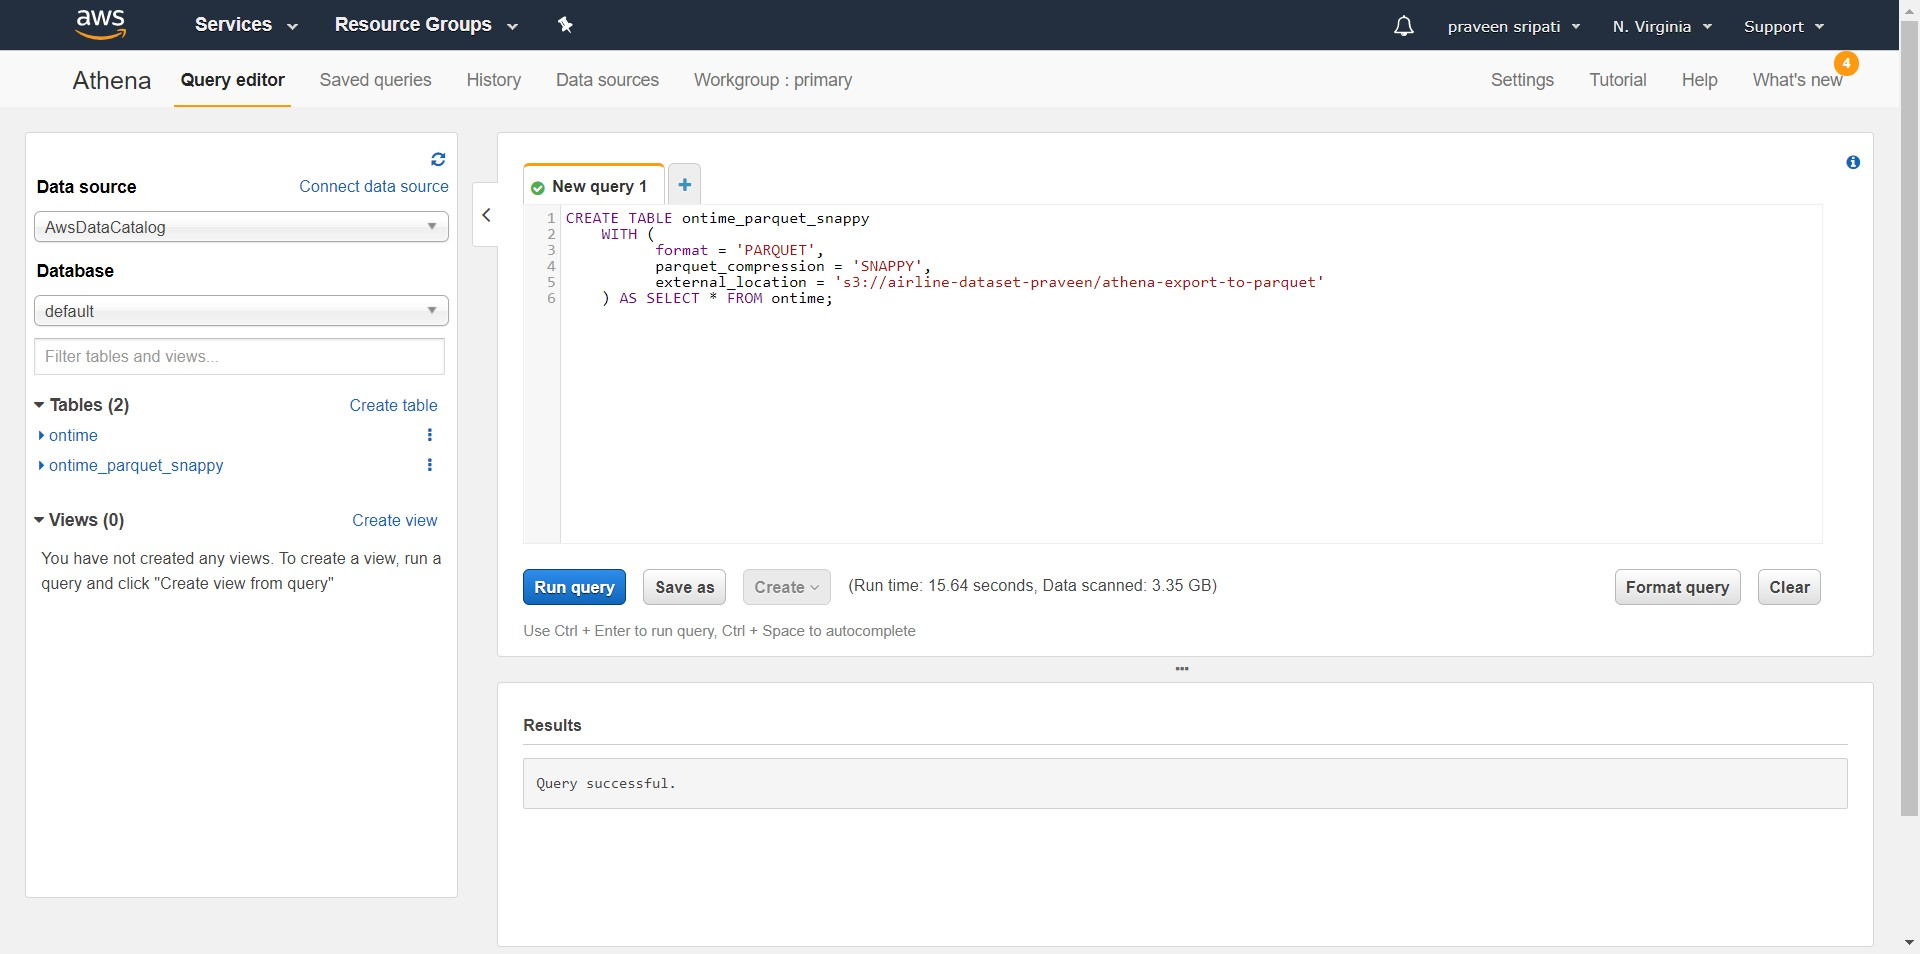 aws
Services
Resource Groups
praveen sripati
N. Virginia
Support
Athena
Query editor
Saved queries
History
Data sources
Workgroup : primary
Settings
Tutorial
Help
What's new
4
Data source
Connect data source
AwsDataCatalog
Database
default
Filter tables and views...
Tables (2)
Create table
ontime
ontime_parquet_snappy
Views (0)
Create view
You have not created any views. To create a view, run a
query and click "Create view from query"
New query 1
+
1 CREATE TABLE ontime_parquet_snappy
2 WITH (
3 format = 'PARQUET',
4 parquet_compression = 'SNAPPY',
5 external_location = 's3://airline-dataset-praveen/athena-export-to-parquet'
6 ) AS SELECT * FROM ontime;
Run query
Save as
Create
(Run time: 15.64 seconds, Data scanned: 3.35 GB)
Format query
Clear
Use Ctrl + Enter to run query, Ctrl + Space to autocomplete
Results
Query successful.